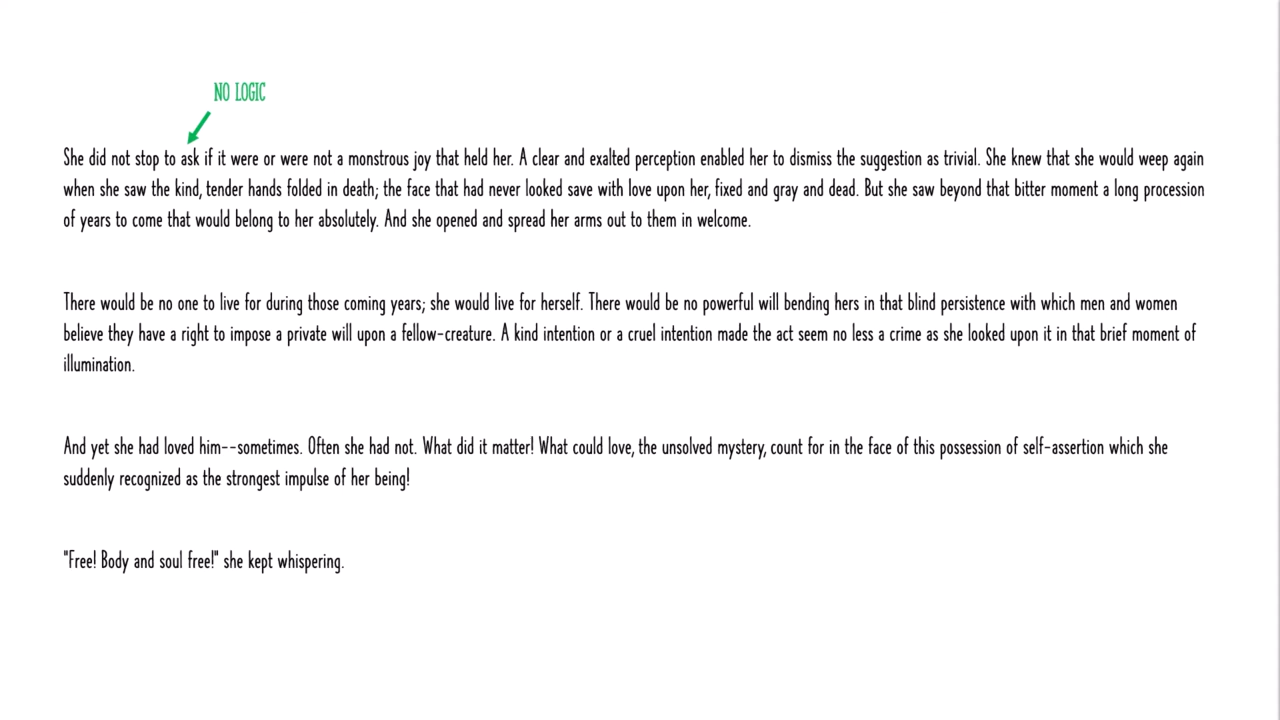 NO LOGIC
She did not stop to ask if it were or were not a monstrous joy that held her. A clear and exalted perception enabled her to dismiss the suggestion as trivial. She knew that she would weep again
when she saw the kind, tender hands folded in death; the face that had never looked save with love upon her, fixed and gray and dead. But she saw beyond that bitter moment a long procession
of years to come that would belong to her absolutely. And she opened and spread her arms out to them in welcome.
There would be no one to live for during those coming years; she would live for herself. There would be no powerful will bending hers in that blind persistence with which men and women
believe they have a right to impose a private will upon a fellow-creature. A kind intention or a cruel intention made the act seem no less a crime as she looked upon it in that brief moment of
illumination.
And yet she had loved him--sometimes. Often she had not. What did it matter! What could love, the unsolved mystery, count for in the face of this possession of self-assertion which she
suddenly recognized as the strongest impulse of her being!
"Free! Body and soul free!" she kept whispering.